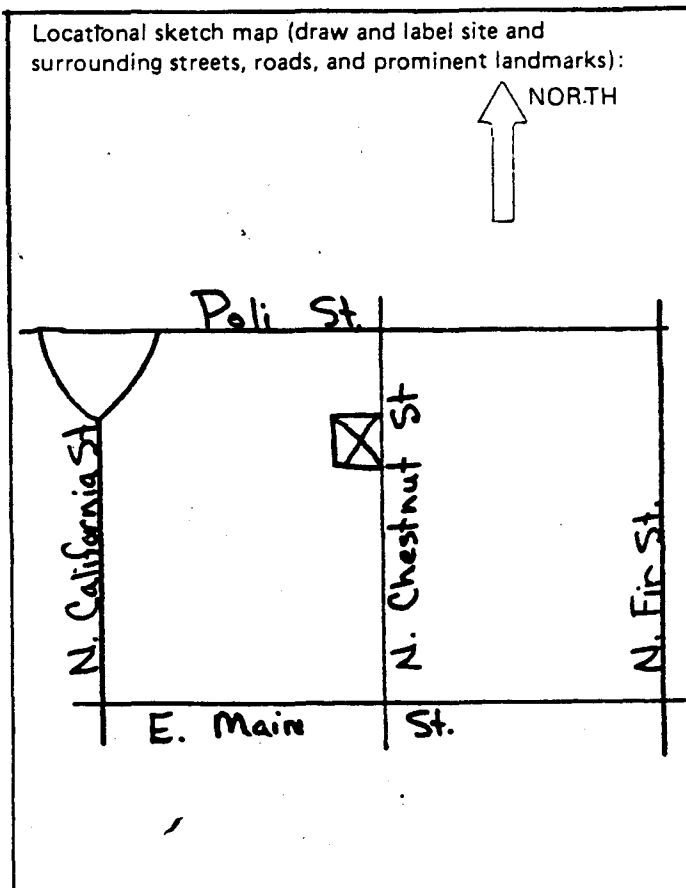 Locational sketch map (draw and label site and
surrounding streets, roads, and prominent landmarks):
NORTH
Poli St.
N. California St
N. Chestnut St
N. Fir St.
E. Main St.